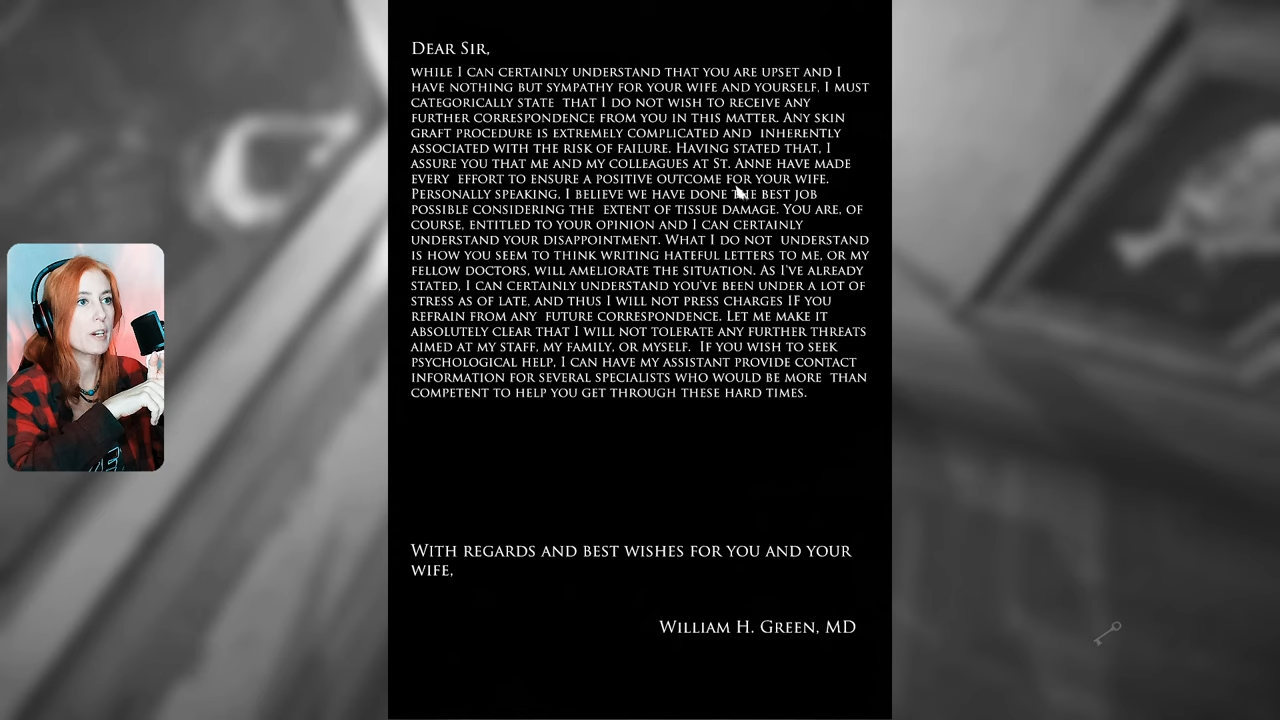 DEAR SIR,
WHILE I CAN CERTAINLY UNDERSTAND THAT YOU ARE UPSET AND I
HAVE NOTHING BUT SYMPATHY FOR YOUR WIFE AND YOURSELF, I MUST
CATEGORICALLY STATE THAT I DO NOT WISH TO RECEIVE ANY
FURTHER CORRESPONDENCE FROM YOU IN THIS MATTER. ANY SKIN
GRAFT PROCEDURE IS EXTREMELY COMPLICATED AND INHERENTLY
ASSOCIATED WITH THE RISK OF FAILURE. HAVING STATED THAT, I
ASSURE YOU THAT ME AND MY COLLEAGUES AT ST. ANNE HAVE MADE
EVERY EFFORT TO ENSURE A POSITIVE OUTCOME FOR YOUR WIFE.
PERSONALLY SPEAKING, I BELIEVE WE HAVE DONE THE BEST JOB
POSSIBLE CONSIDERING THE EXTENT OF TISSUE DAMAGE. YOU ARE, OF
COURSE, ENTITLED TO YOUR OPINION AND I CAN CERTAINLY
UNDERSTAND YOUR DISAPPOINTMENT. WHAT I DO NOT UNDERSTAND
IS HOW YOU SEEM TO THINK WRITING HATEFUL LETTERS TO ME, OR MY
FELLOW DOCTORS, WILL AMELIORATE THE SITUATION. AS I'VE ALREADY
STATED, I CAN CERTAINLY UNDERSTAND YOU'VE BEEN UNDER A LOT OF
STRESS AS OF LATE, AND THUS I WILL NOT PRESS CHARGES IF YOU
REFRAIN FROM ANY FUTURE CORRESPONDENCE. LET ME MAKE IT
ABSOLUTELY CLEAR THAT I WILL NOT TOLERATE ANY FURTHER THREATS
AIMED AT MY STAFF, MY FAMILY, OR MYSELF. IF YOU WISH TO SEEK
PSYCHOLOGICAL HELP, I CAN HAVE MY ASSISTANT PROVIDE CONTACT
INFORMATION FOR SEVERAL SPECIALISTS WHO WOULD BE MORE THAN
COMPETENT TO HELP YOU GET THROUGH THESE HARD TIMES.
WITH REGARDS AND BEST WISHES FOR YOU AND YOUR
WIFE,
WILLIAM H. GREEN, MD